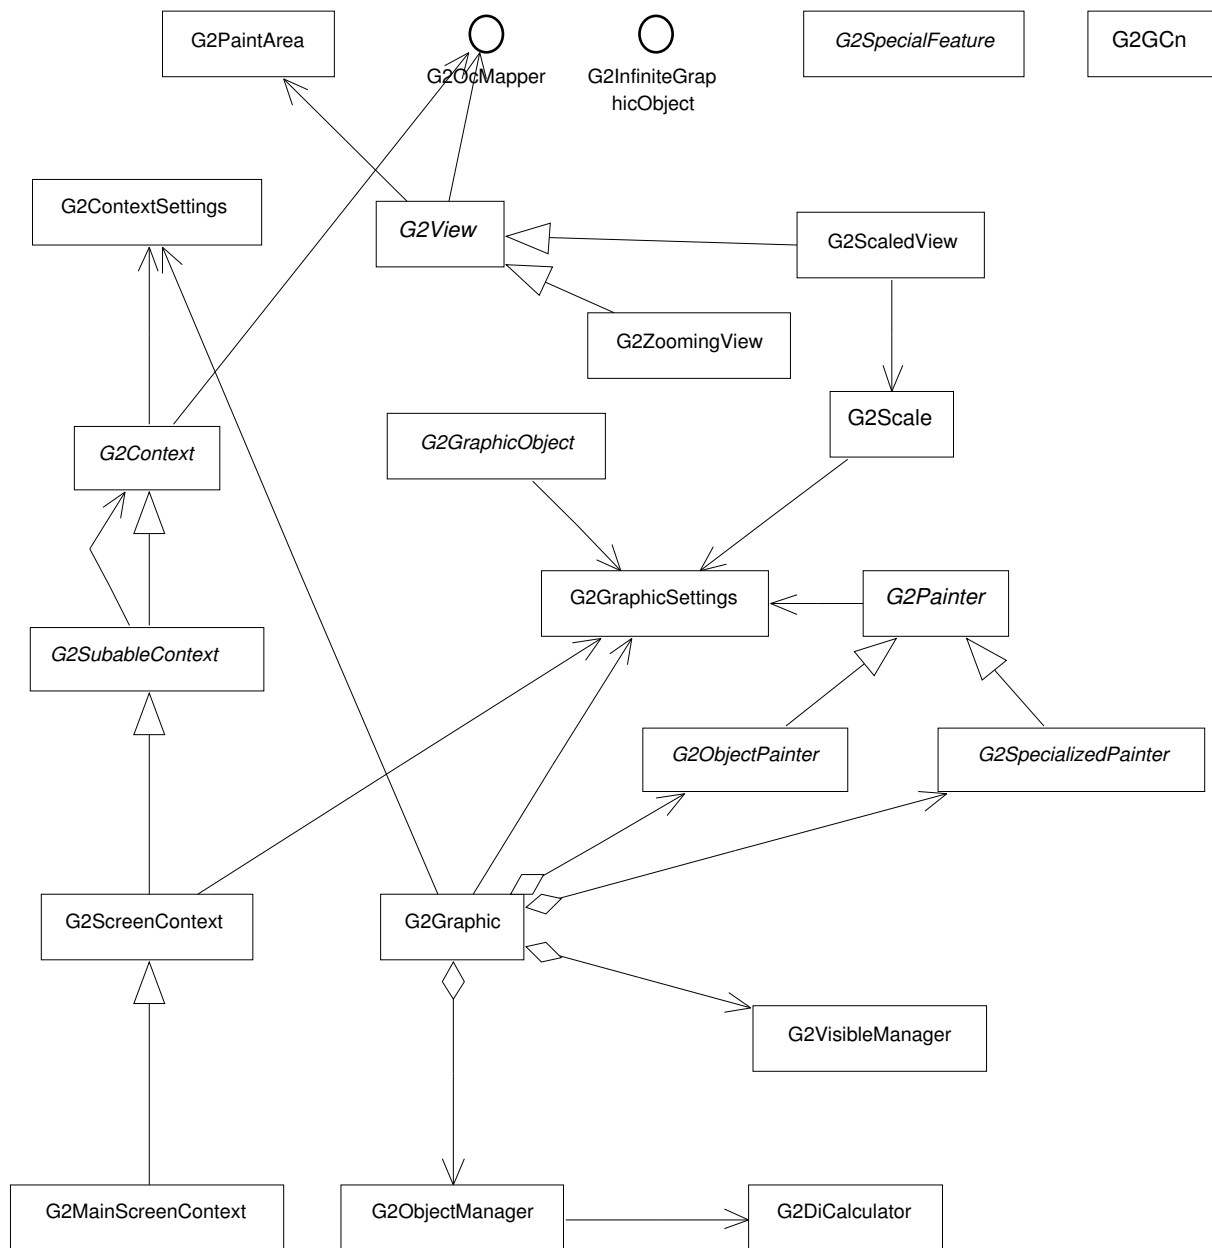 G2PaintArea
G2OcMapper
G2InfiniteGrap
hicObject
G2SpecialFeature
G2GCn
G2ContextSettings
G2View
G2ScaledView
G2ZoomingView
G2Scale
G2GraphicObject
G2Context
G2GraphicSettings
G2Painter
G2SubableContext
G2ObjectPainter
G2SpecializedPainter
G2ScreenContext
G2Graphic
G2VisibleManager
G2MainScreenContext
G2ObjectManager
G2DiCalculator